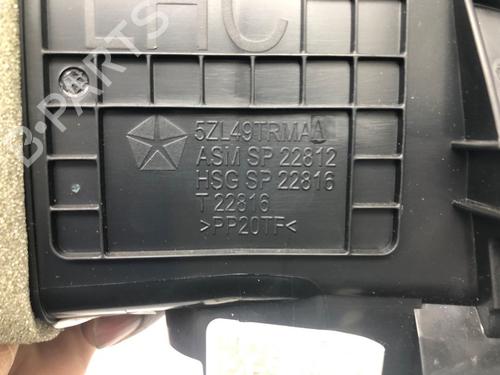 LHC
5ZL49TRMAA
ASM SP 22812
HSG SP 22816
T 22816
>PP20TF<
B-PARTS